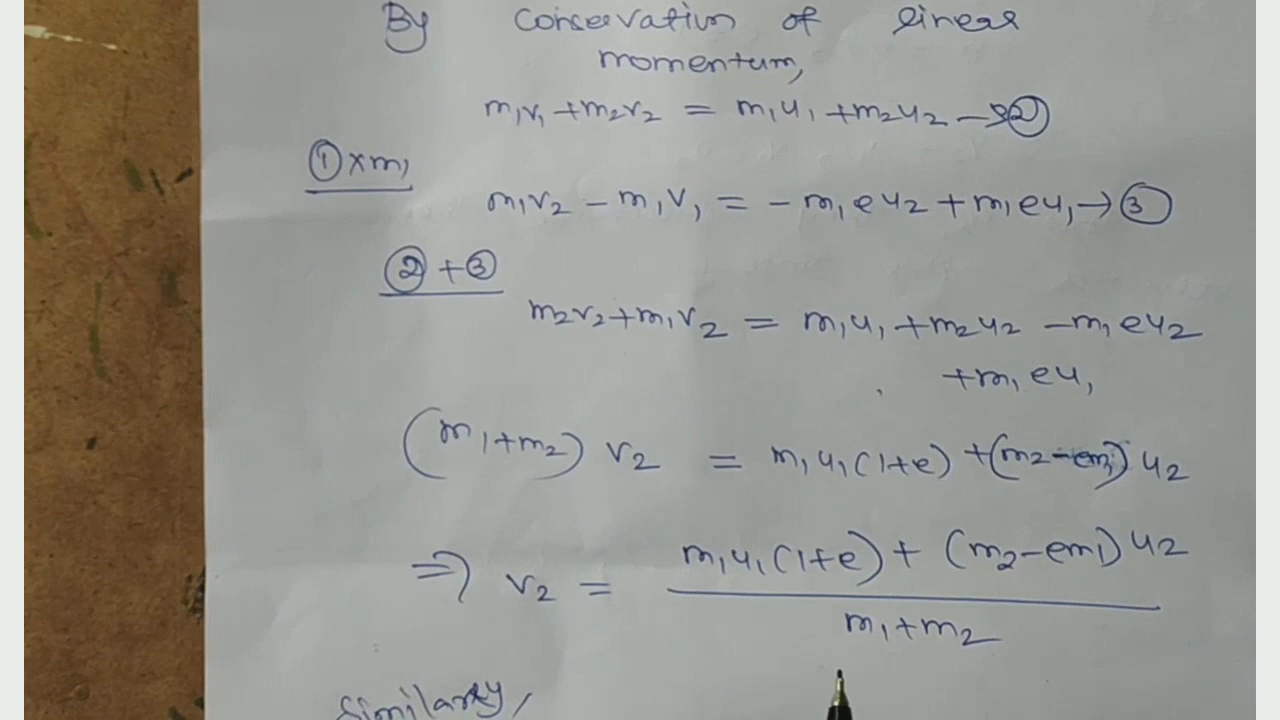 By conservation of linear
momentum,
m₁v₁ + m₂v₂ = m₁u₁ + m₂u₂ → ②
① × m₁
m₁v₂ - m₁v₁ = - m₁eu₂ + m₁eu₁ → ③
② + ③
m₂v₂ + m₁v₂ = m₁u₁ + m₂u₂ - m₁eu₂
+ m₁eu₁
(m₁ + m₂) v₂ = m₁u₁(1+e) + (m₂ - em₁) u₂
⇒ v₂ = m₁u₁(1+e) + (m₂ - em₁) u₂
m₁ + m₂
Similarly,